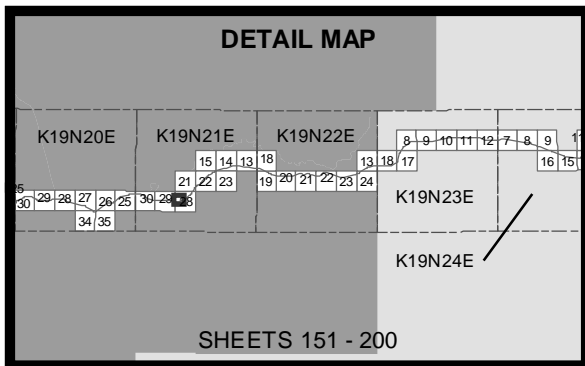 DETAIL MAP
K19N20E K19N21E K19N22E
8 9 10 11 12 7 8 9
15 14 13 18 13 18 17 16 15
21 22 23 19 20 21 22 23 24
K19N23E
30 29 28 27 26 25 30 29 28
34 35
K19N24E
SHEETS 151 - 200